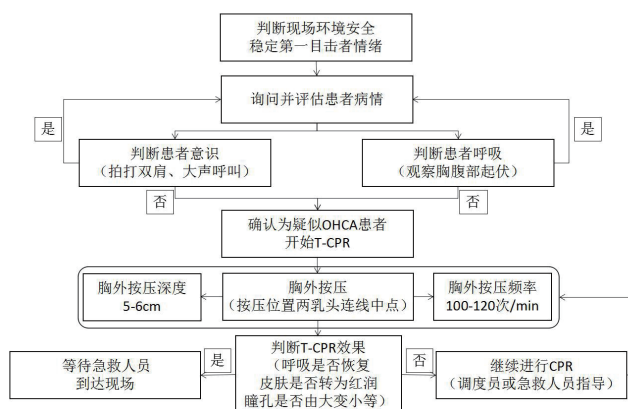 判断现场环境安全
稳定第一目击者情绪
询问并评估患者病情
是
是
判断患者意识
（拍打双肩、大声呼叫）
判断患者呼吸
（观察胸腹部起伏）
否
否
确认为疑似OHCA患者
开始T-CPR
胸外按压深度
5-6cm
胸外按压
（按压位置两乳头连线中点）
胸外按压频率
100-120次/min
等待急救人员
到达现场
是
判断T-CPR效果
（呼吸是否恢复
皮肤是否转为红润
瞳孔是否由大变小等）
否
继续进行CPR
（调度员或急救人员指导）